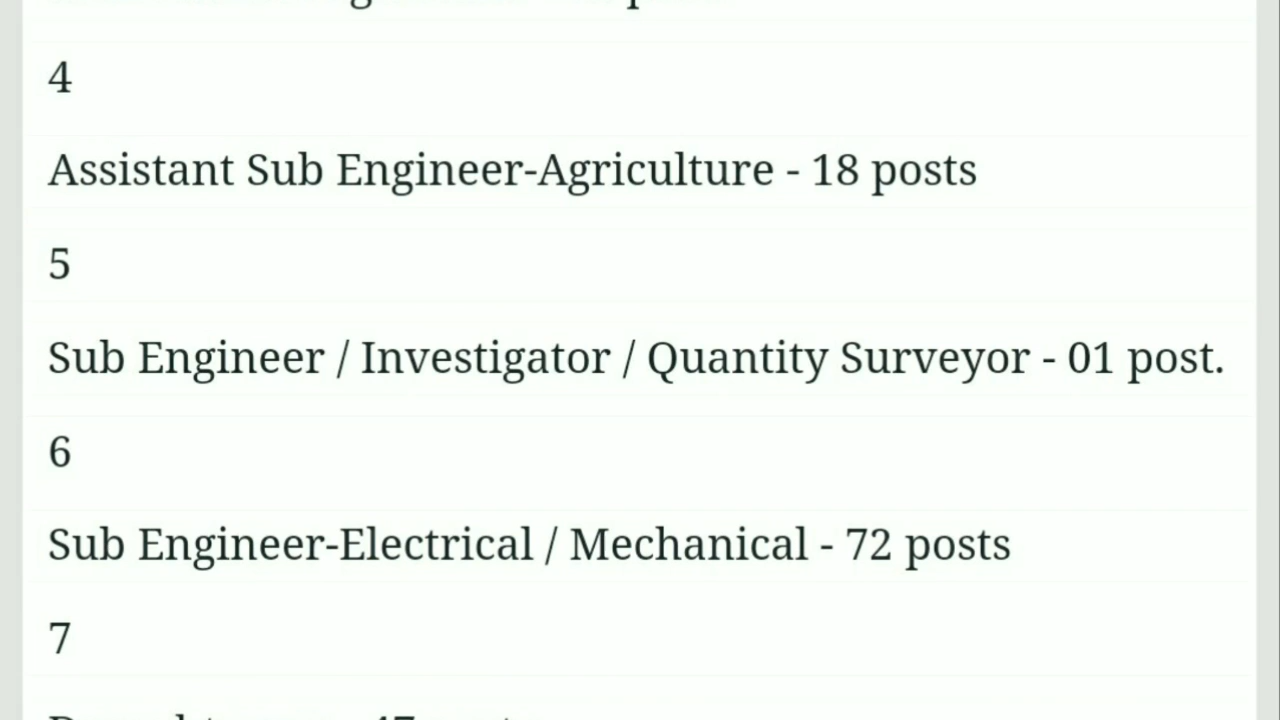 4
Assistant Sub Engineer-Agriculture - 18 posts
5
Sub Engineer / Investigator / Quantity Surveyor - 01 post.
6
Sub Engineer-Electrical / Mechanical - 72 posts
7